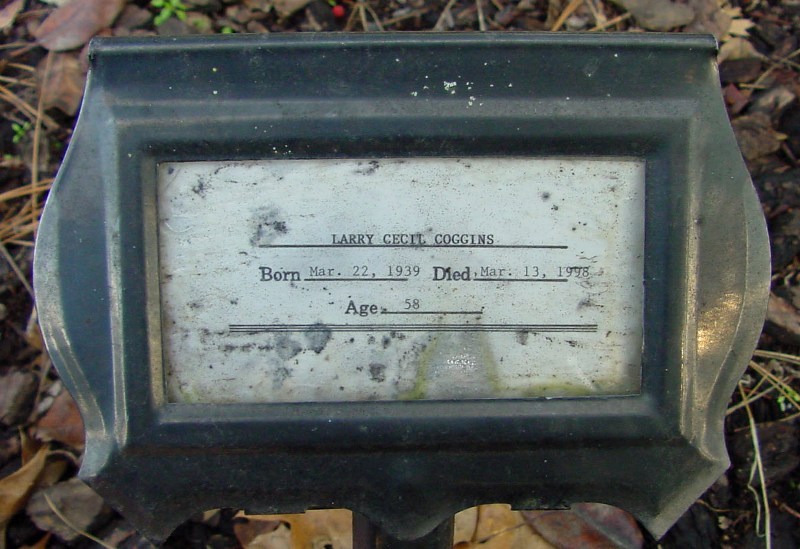 LARRY CECIL COGGINS
Born Mar. 22, 1939 Died Mar. 13, 1998
Age 58